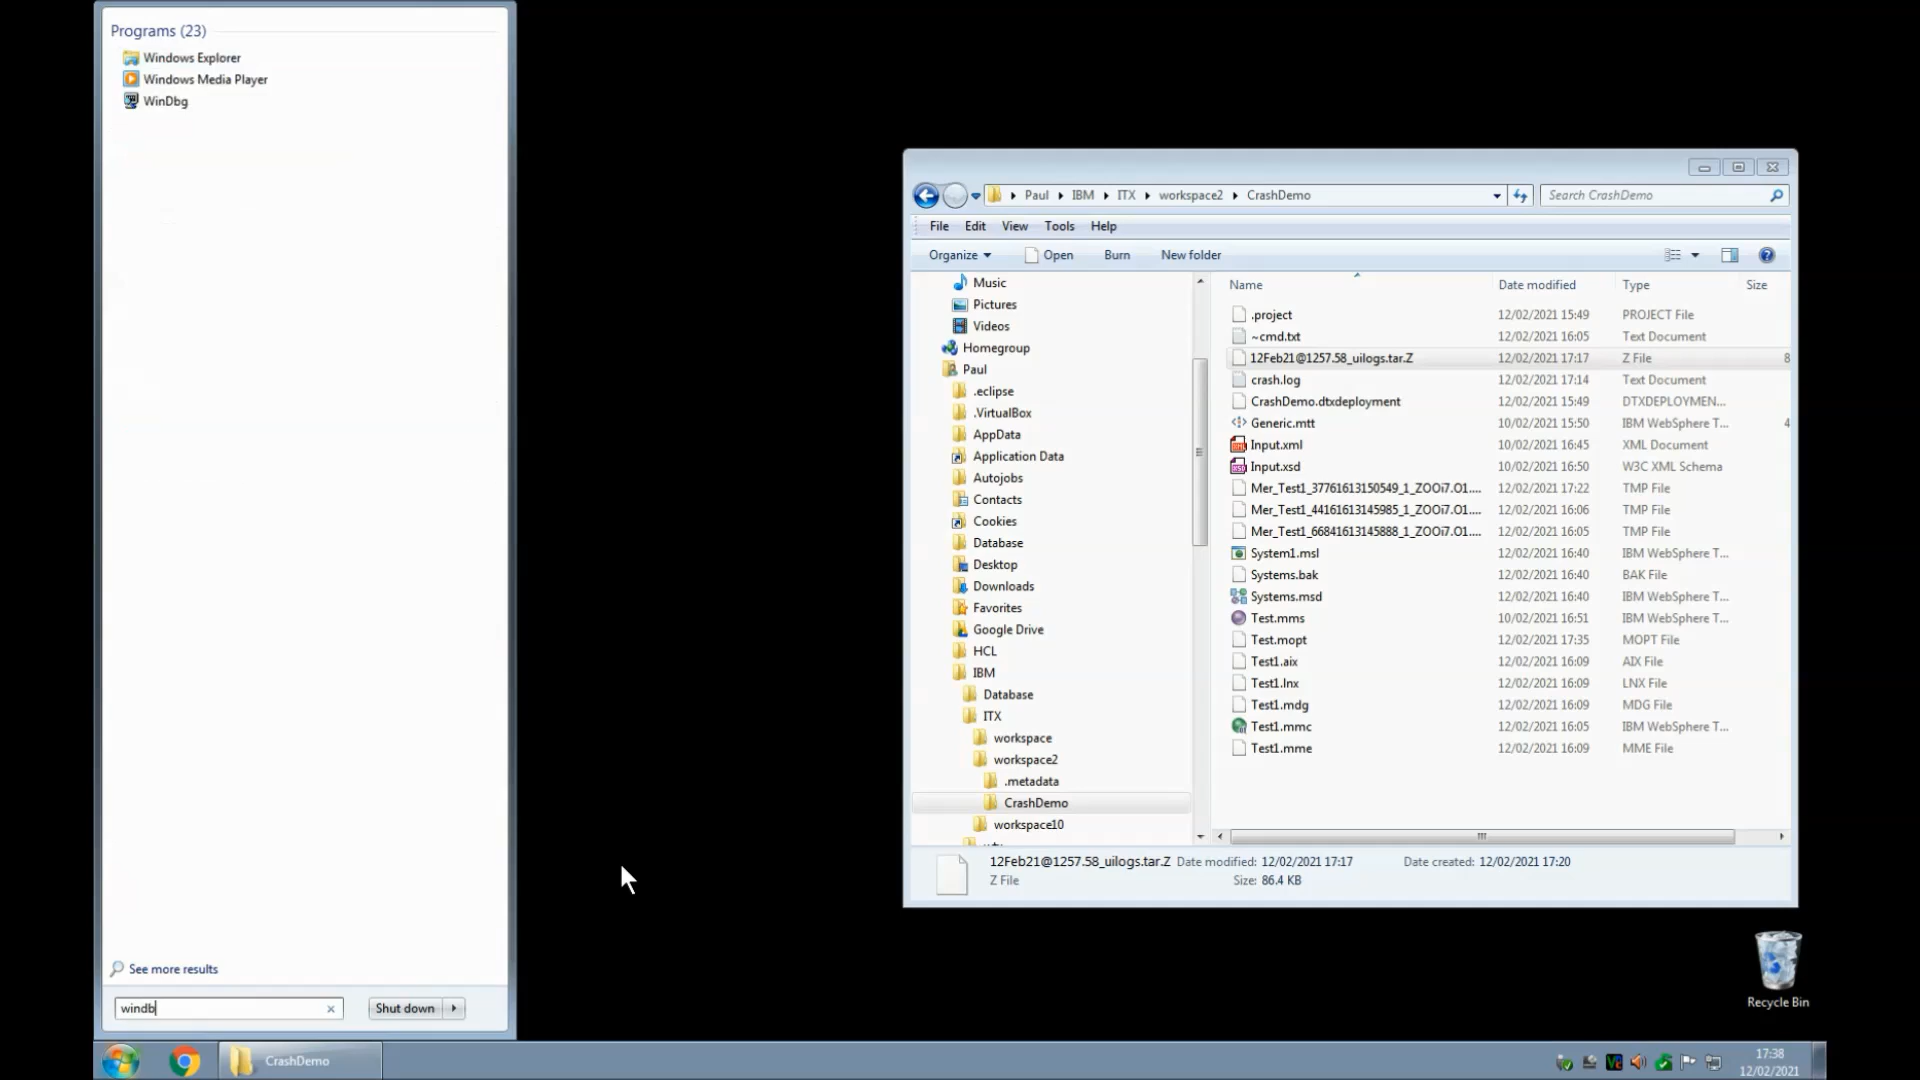 Programs (23)
Windows Explorer
Windows Media Player
WinDbg
See more results
windb
Shut down
CrashDemo
Paul
IBM
ITX
workspace2
CrashDemo
Search CrashDemo
File Edit View Tools Help
Organize Open Burn New folder
Music
Pictures
Videos
Homegroup
Paul
.eclipse
.VirtualBox
AppData
Application Data
Autojobs
Contacts
Cookies
Database
Desktop
Downloads
Favorites
Google Drive
HCL
IBM
Database
ITX
workspace
workspace2
.metadata
CrashDemo
workspace10
Name Date modified Type Size
.project 12/02/2021 15:49 PROJECT File
~cmd.txt 12/02/2021 16:05 Text Document
12Feb21@1257.58_uilogs.tar.Z 12/02/2021 17:17 Z File 8
crash.log 12/02/2021 17:14 Text Document
CrashDemo.dtxdeployment 12/02/2021 15:49 DTXDEPLOYMEN...
Generic.mtt 10/02/2021 15:50 IBM WebSphere T... 4
Input.xml 10/02/2021 16:45 XML Document
Input.xsd 10/02/2021 16:50 W3C XML Schema
Mer_Test1_37761613150549_1_ZOOi7.O1.... 12/02/2021 17:22 TMP File
Mer_Test1_44161613145985_1_ZOOi7.O1.... 12/02/2021 16:06 TMP File
Mer_Test1_66841613145888_1_ZOOi7.O1.... 12/02/2021 16:05 TMP File
System1.msl 12/02/2021 16:40 IBM WebSphere T...
Systems.bak 12/02/2021 16:40 BAK File
Systems.msd 12/02/2021 16:40 IBM WebSphere T...
Test.mms 10/02/2021 16:51 IBM WebSphere T...
Test.mopt 12/02/2021 17:35 MOPT File
Test1.aix 12/02/2021 16:09 AIX File
Test1.lnx 12/02/2021 16:09 LNX File
Test1.mdg 12/02/2021 16:09 MDG File
Test1.mmc 12/02/2021 16:05 IBM WebSphere T...
Test1.mme 12/02/2021 16:09 MME File
12Feb21@1257.58_uilogs.tar.Z Date modified: 12/02/2021 17:17 Date created: 12/02/2021 17:20
Z File Size: 86.4 KB
Recycle Bin
17:38
12/02/2021